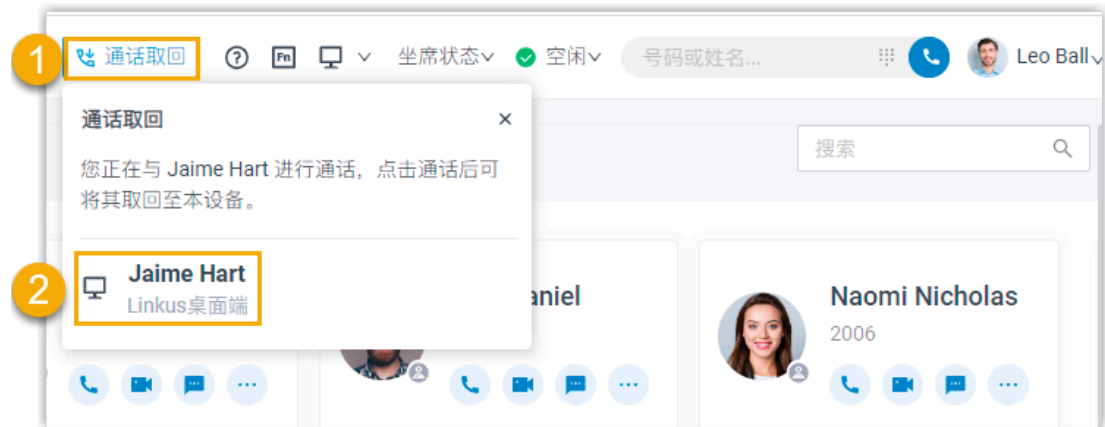 1 通话取回 Fn 坐席状态 空闲 号码或姓名... Leo Ball
通话取回
搜索
您正在与 Jaime Hart 进行通话，点击通话后可
将其取回至本设备。
2
Jaime Hart
Linkus桌面端
aniel
Naomi Nicholas
2006